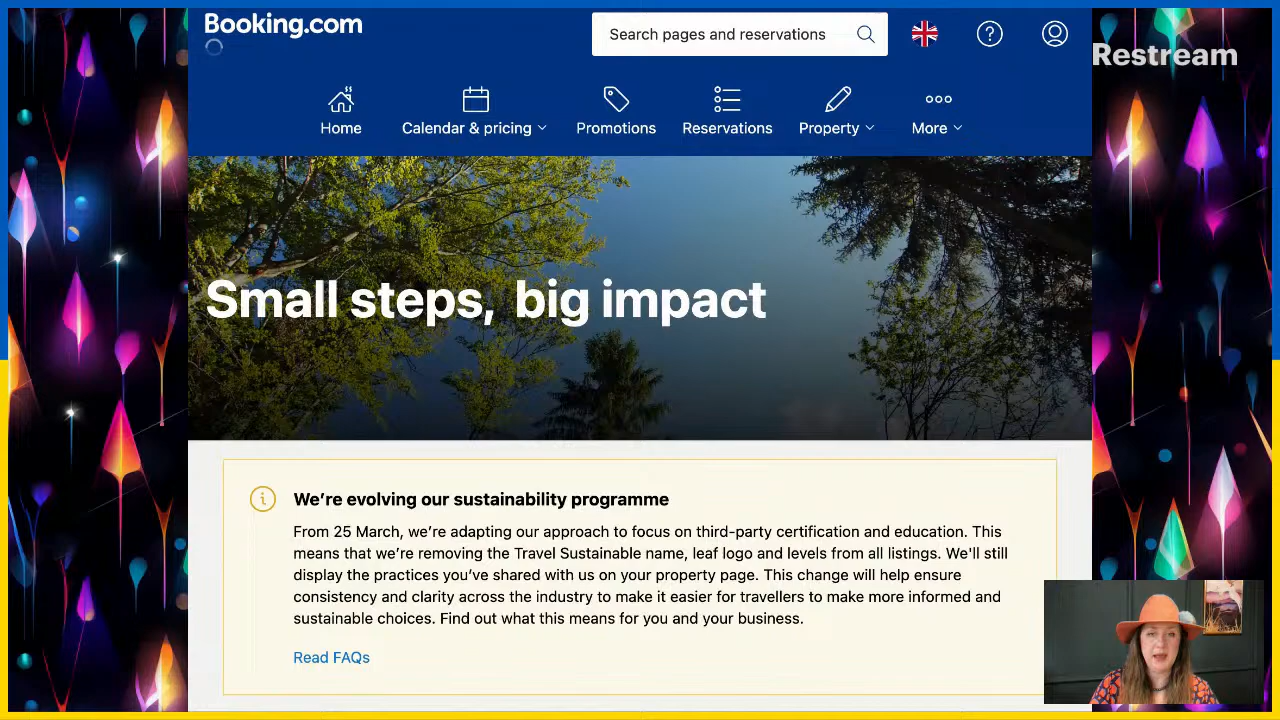 Booking.com
Search pages and reservations
Restream
Home
Calendar & pricing
Promotions
Reservations
Property
More
Small steps, big impact
We’re evolving our sustainability programme
From 25 March, we’re adapting our approach to focus on third-party certification and education. This
means that we’re removing the Travel Sustainable name, leaf logo and levels from all listings. We'll still
display the practices you’ve shared with us on your property page. This change will help ensure
consistency and clarity across the industry to make it easier for travellers to make more informed and
sustainable choices. Find out what this means for you and your business.
Read FAQs